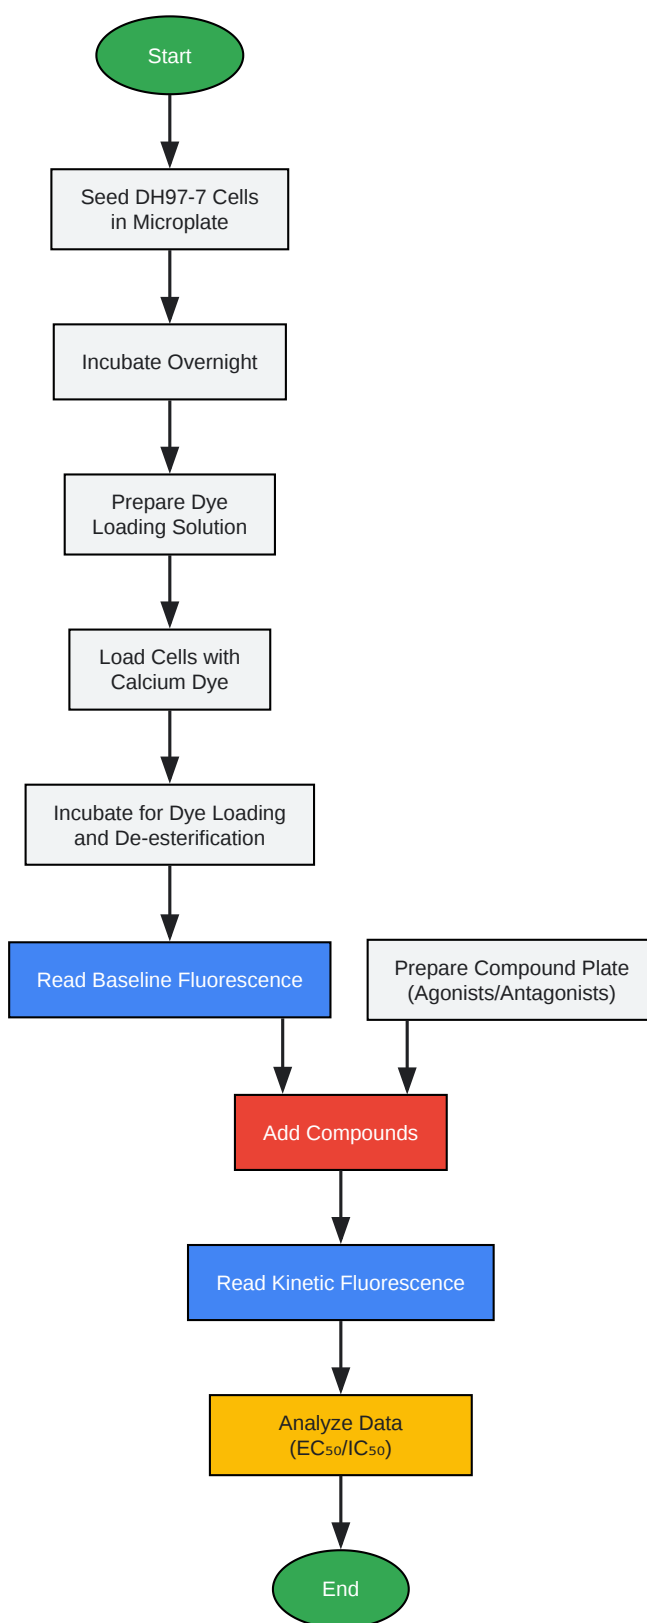 Start
Seed DH97-7 Cells
in Microplate
Incubate Overnight
Prepare Dye
Loading Solution
Load Cells with
Calcium Dye
Incubate for Dye Loading
and De-esterification
Read Baseline Fluorescence
Prepare Compound Plate
(Agonists/Antagonists)
Add Compounds
Read Kinetic Fluorescence
Analyze Data
(EC₅₀/IC₅₀)
End